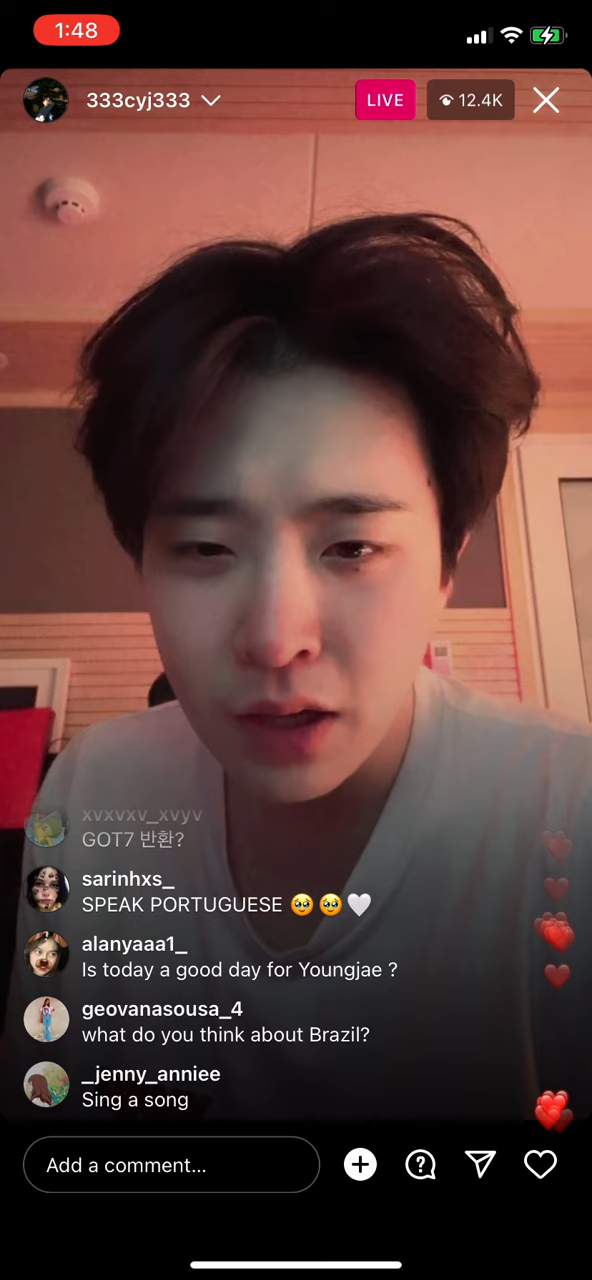 1:48
333cyj333
LIVE
12.4K
xvxvxv_xvyv
GOT7 반환?
sarinhxs_
SPEAK PORTUGUESE 🥹🥹🤍
alanyaaa1_
Is today a good day for Youngjae ?
geovanasousa_4
what do you think about Brazil?
_jenny_anniee
Sing a song
Add a comment...